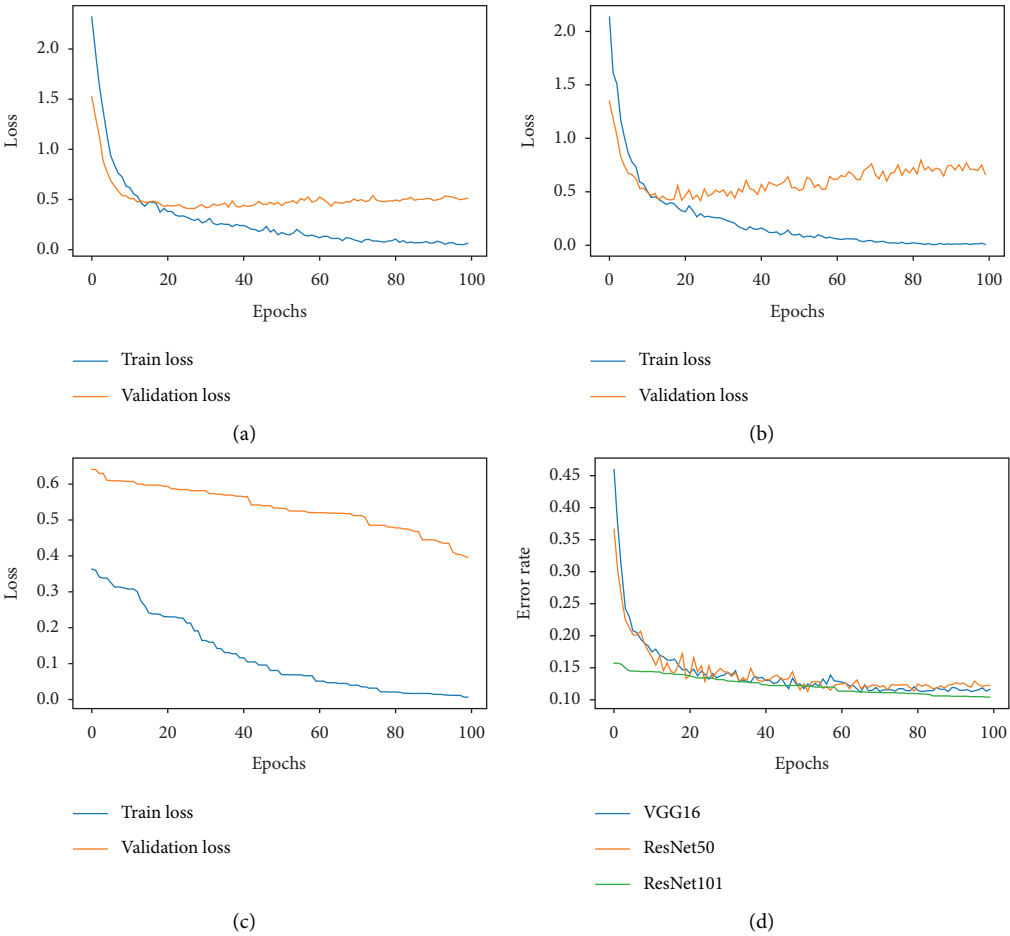 Loss
2.0
1.5
1.0
0.5
0.0
0 20 40 60 80 100
Epochs
Train loss
Validation loss
(a)
Loss
2.0
1.5
1.0
0.5
0.0
0 20 40 60 80 100
Epochs
Train loss
Validation loss
(b)
Loss
0.6
0.5
0.4
0.3
0.2
0.1
0.0
0 20 40 60 80 100
Epochs
Train loss
Validation loss
(c)
Error rate
0.45
0.40
0.35
0.30
0.25
0.20
0.15
0.10
0 20 40 60 80 100
Epochs
VGG16
ResNet50
ResNet101
(d)